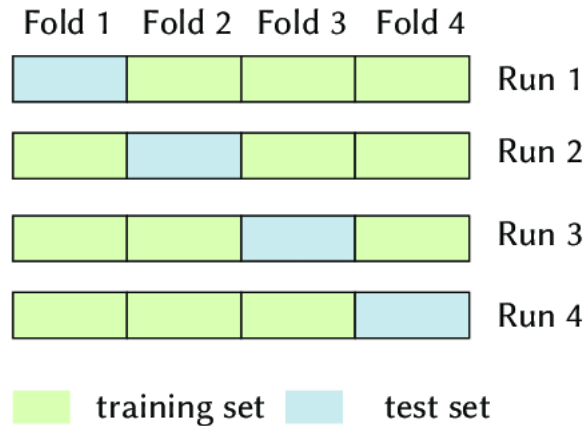 Fold 1 Fold 2 Fold 3 Fold 4
Run 1
Run 2
Run 3
Run 4
training set test set